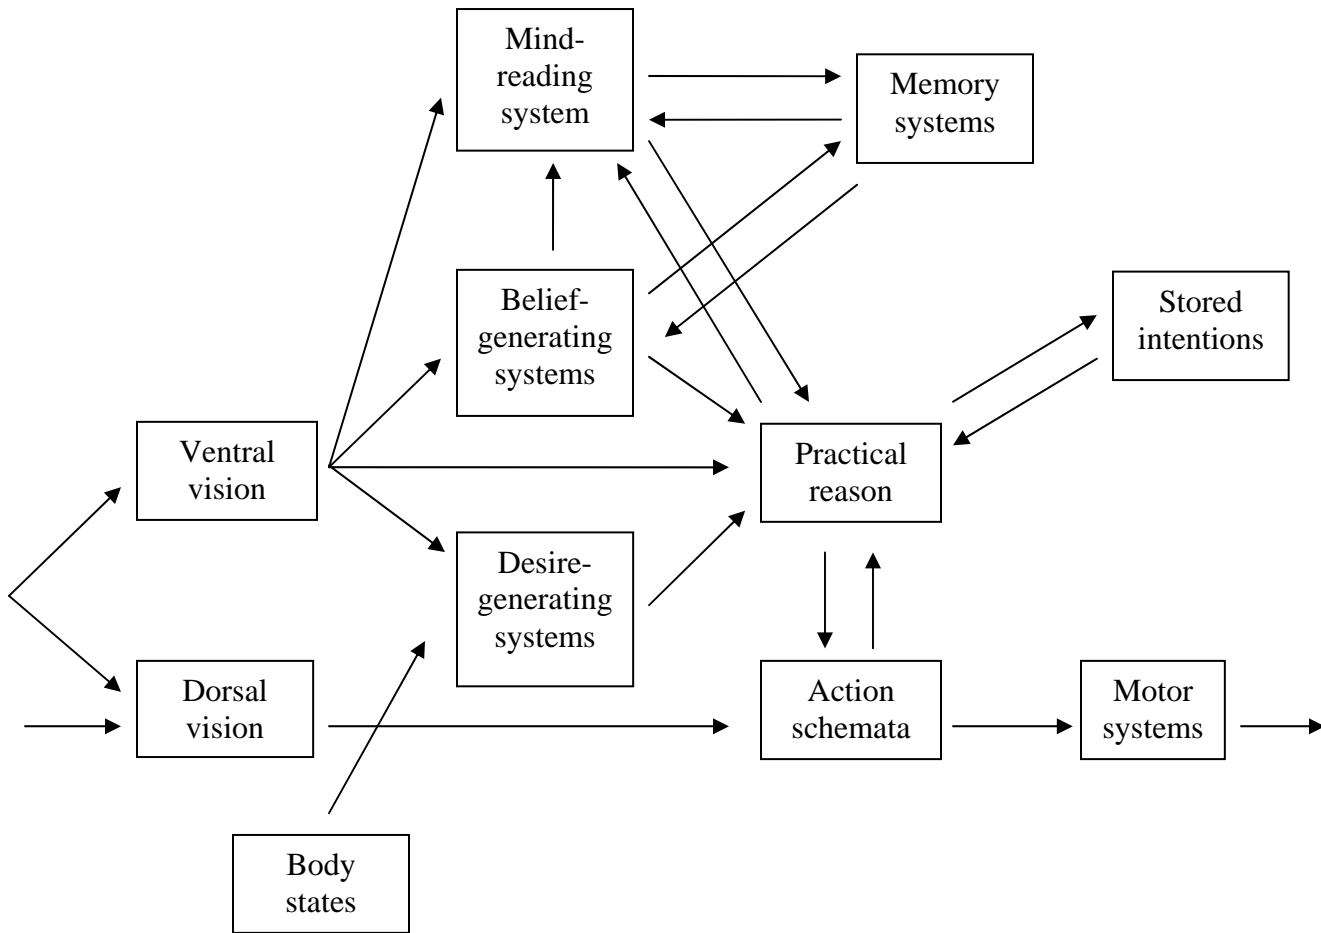 Mind-
reading
system
Memory
systems
Belief-
generating
systems
Stored
intentions
Ventral
vision
Practical
reason
Desire-
generating
systems
Dorsal
vision
Action
schemata
Motor
systems
Body
states